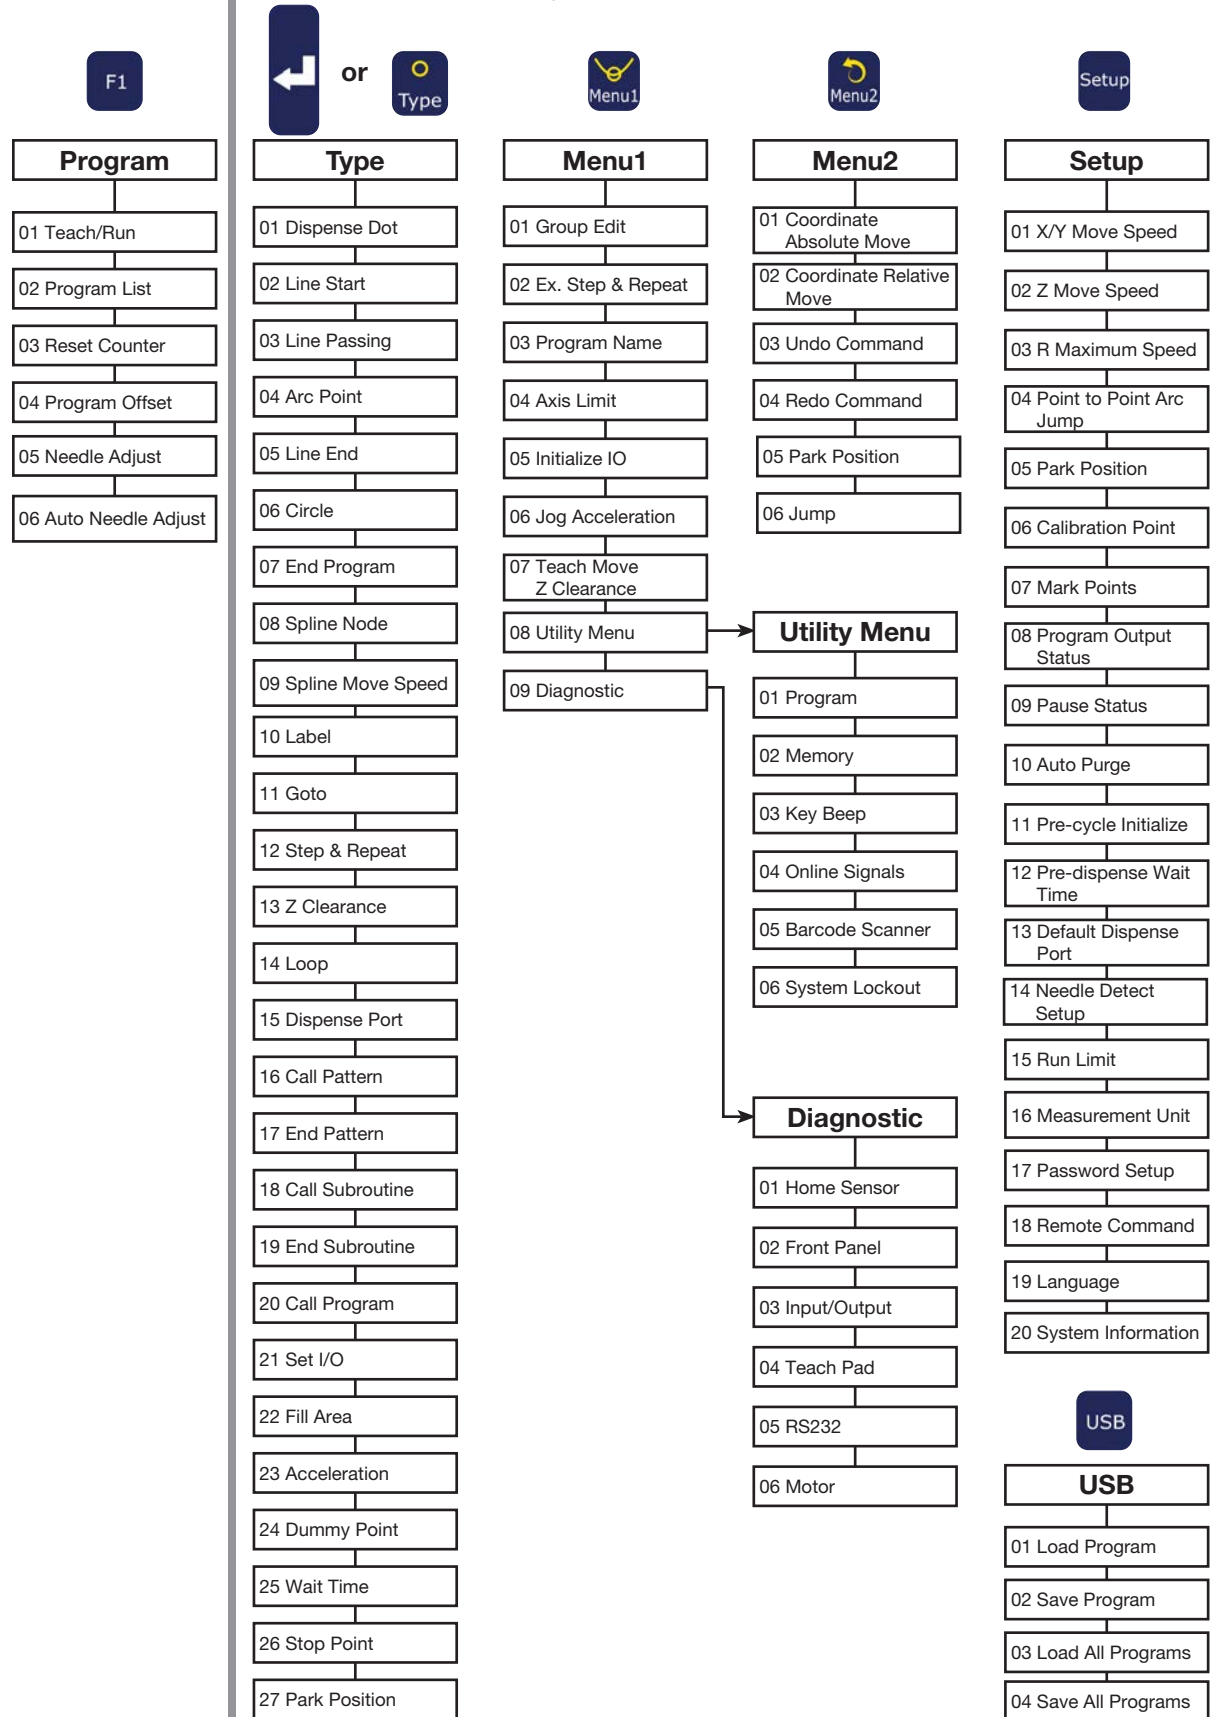 F1
Program
01 Teach/Run
02 Program List
03 Reset Counter
04 Program Offset
05 Needle Adjust
06 Auto Needle Adjust
or
Type
Type
01 Dispense Dot
02 Line Start
03 Line Passing
04 Arc Point
05 Line End
06 Circle
07 End Program
08 Spline Node
09 Spline Move Speed
10 Label
11 Goto
12 Step & Repeat
13 Z Clearance
14 Loop
15 Dispense Port
16 Call Pattern
17 End Pattern
18 Call Subroutine
19 End Subroutine
20 Call Program
21 Set I/O
22 Fill Area
23 Acceleration
24 Dummy Point
25 Wait Time
26 Stop Point
27 Park Position
Menu1
Menu1
01 Group Edit
02 Ex. Step & Repeat
03 Program Name
04 Axis Limit
05 Initialize IO
06 Jog Acceleration
07 Teach Move
Z Clearance
08 Utility Menu
09 Diagnostic
Menu2
Menu2
01 Coordinate
Absolute Move
02 Coordinate Relative
Move
03 Undo Command
04 Redo Command
05 Park Position
06 Jump
Utility Menu
01 Program
02 Memory
03 Key Beep
04 Online Signals
05 Barcode Scanner
06 System Lockout
Diagnostic
01 Home Sensor
02 Front Panel
03 Input/Output
04 Teach Pad
05 RS232
06 Motor
Setup
Setup
01 X/Y Move Speed
02 Z Move Speed
03 R Maximum Speed
04 Point to Point Arc
Jump
05 Park Position
06 Calibration Point
07 Mark Points
08 Program Output
Status
09 Pause Status
10 Auto Purge
11 Pre-cycle Initialize
12 Pre-dispense Wait
Time
13 Default Dispense
Port
14 Needle Detect
Setup
15 Run Limit
16 Measurement Unit
17 Password Setup
18 Remote Command
19 Language
20 System Information
USB
USB
01 Load Program
02 Save Program
03 Load All Programs
04 Save All Programs